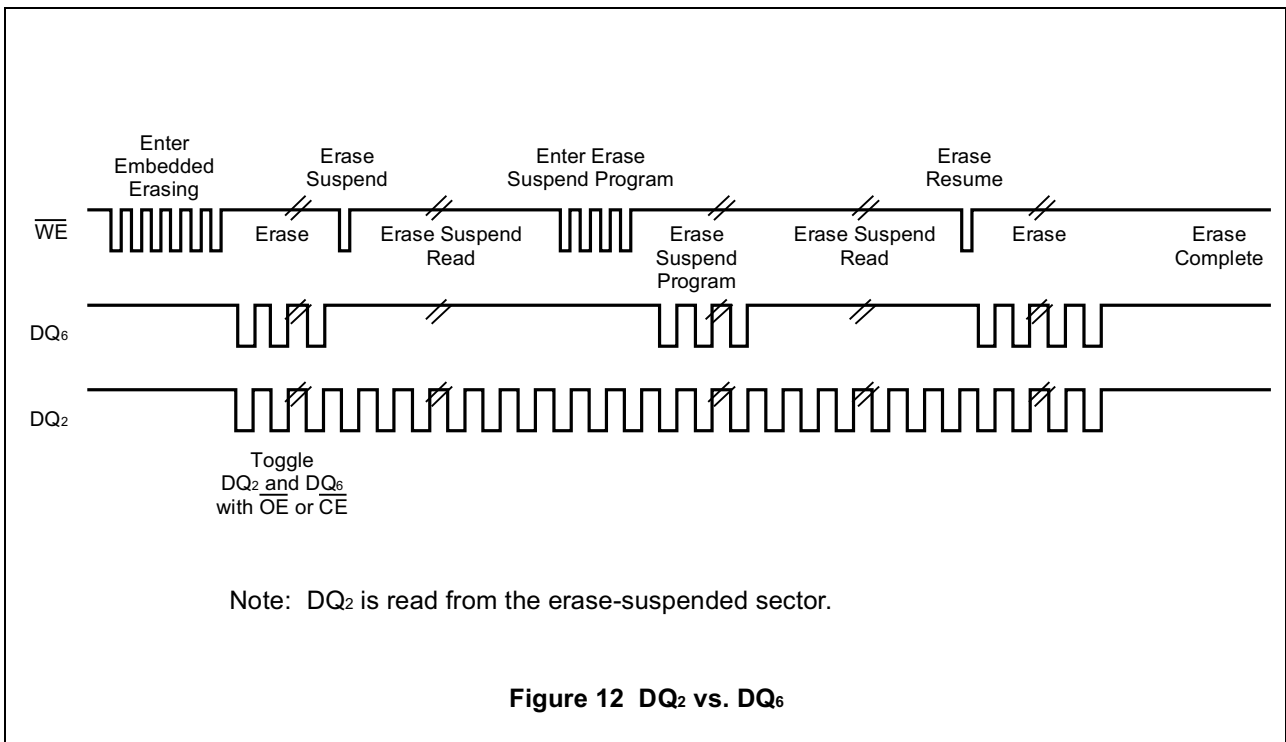 Enter
Embedded
Erasing
Erase
Suspend
Enter Erase
Suspend Program
Erase
Resume
WE
Erase
Erase Suspend
Read
Erase
Suspend
Program
Erase Suspend
Read
Erase
Erase
Complete
DQ6
DQ2
Toggle
DQ2 and DQ6
with OE or CE
Note: DQ2 is read from the erase-suspended sector.
Figure 12 DQ2 vs. DQ6